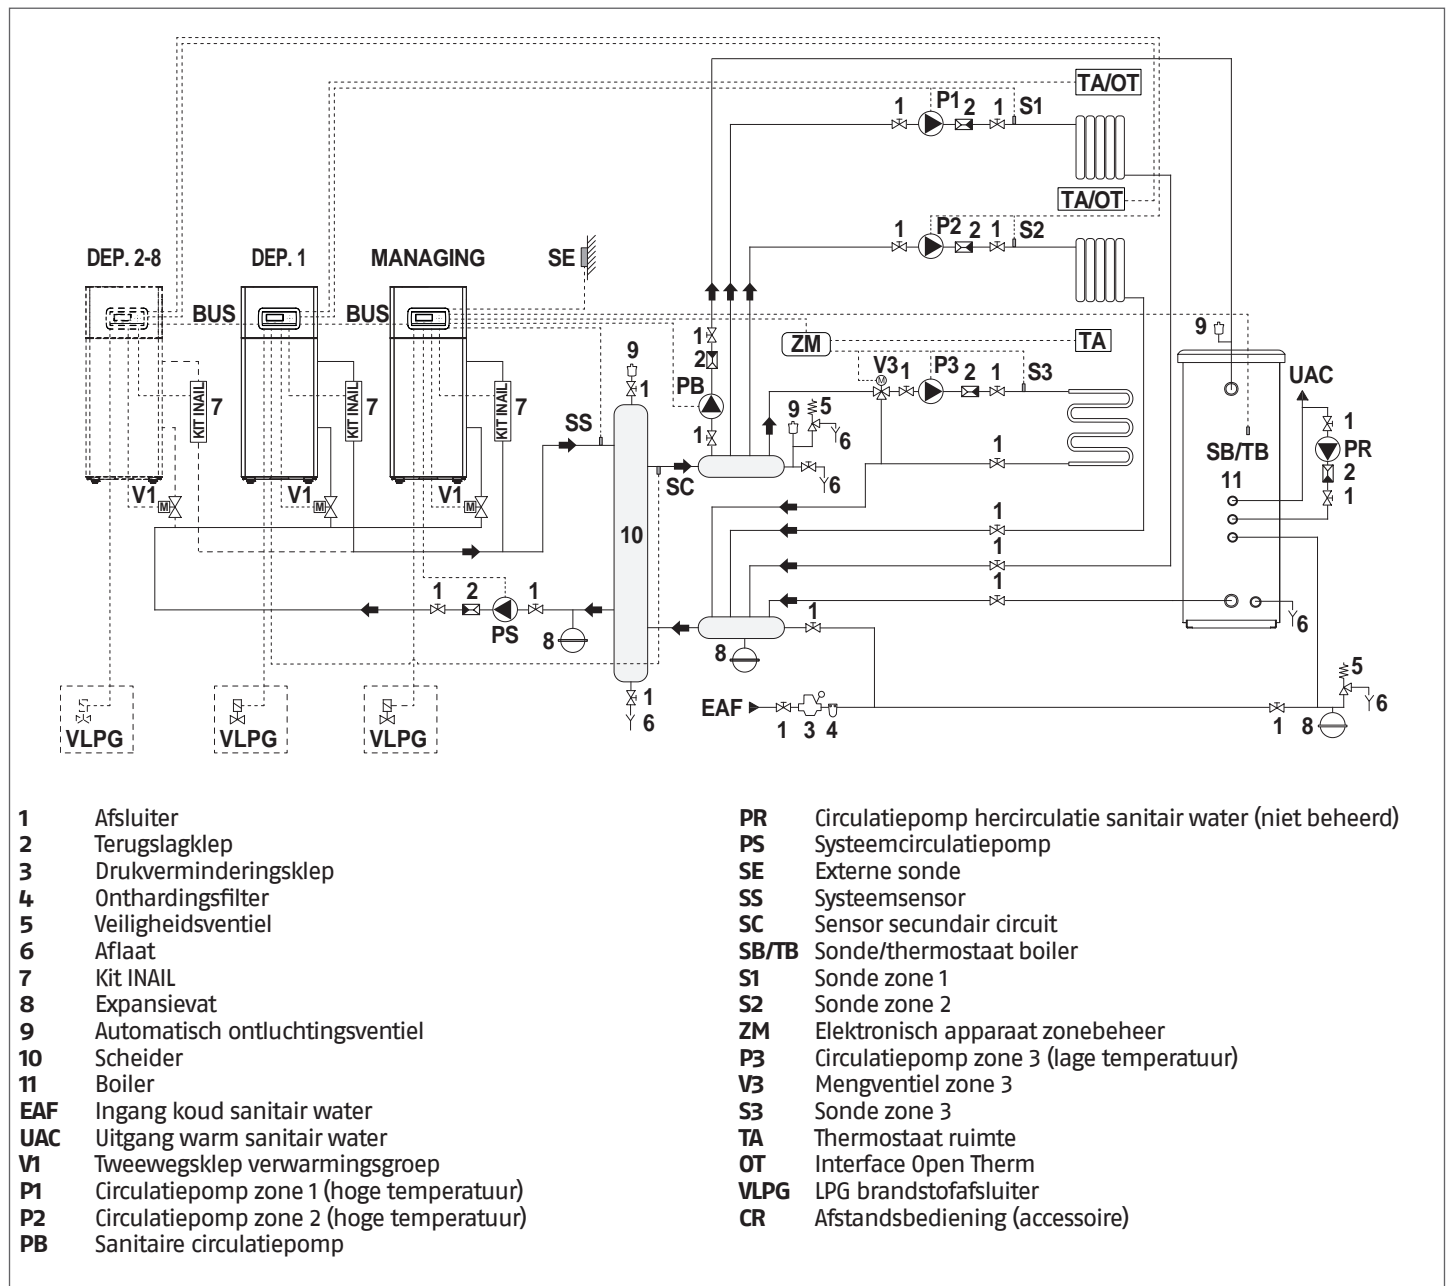 TA/OT
1 P1 2 1 S1
TA/OT
1 P2 2 1 S2
DEP. 2-8 DEP. 1 MANAGING SE
BUS BUS
ZM TA
9
1
2
PB
1
9
1
V3 M 1 P3 2 1 S3
9 5
6
6
9
UAC
1
PR
2
1
SB/TB
11
KIT INAIL 7 KIT INAIL 7 KIT INAIL 7
SS
SC
V1 M V1 M V1 M
10
1
1
1
1
1
1 2 1
PS
8
8
1
6
5
6
VLPG VLPG VLPG
1
6
EAF
1 3 4
1 8
1 Afsluiter
2 Terugslagklep
3 Drukverminderingsklep
4 Onthardingsfilter
5 Veiligheidsventiel
6 Aflaat
7 Kit INAIL
8 Expansievat
9 Automatisch ontluchtingsventiel
10 Scheider
11 Boiler
EAF Ingang koud sanitair water
UAC Uitgang warm sanitair water
V1 Tweewegsklep verwarmingsgroep
P1 Circulatiepomp zone 1 (hoge temperatuur)
P2 Circulatiepomp zone 2 (hoge temperatuur)
PB Sanitaire circulatiepomp
PR Circulatiepomp hercirculatie sanitair water (niet beheerd)
PS Systeemcirculatiepomp
SE Externe sonde
SS Systeemsensor
SC Sensor secundair circuit
SB/TB Sonde/thermostaat boiler
S1 Sonde zone 1
S2 Sonde zone 2
ZM Elektronisch apparaat zonebeheer
P3 Circulatiepomp zone 3 (lage temperatuur)
V3 Mengventiel zone 3
S3 Sonde zone 3
TA Thermostaat ruimte
OT Interface Open Therm
VLPG LPG brandstofafsluiter
CR Afstandsbediening (accessoire)